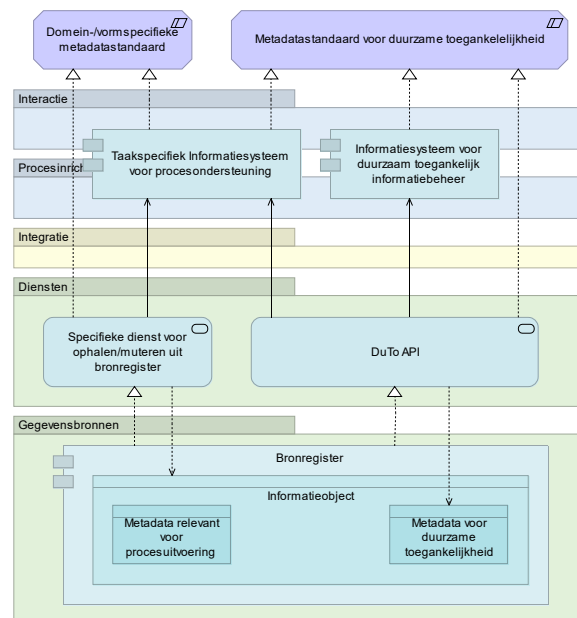 Domein-/vormspecifieke
metadatastandaard
Metadatastandaard voor duurzame toegankelelijkheid
Interactie
Taakspecifiek Informatiesysteem
voor procesondersteuning
Informatiesysteem voor
duurzaam toegankelijk
informatiebeheer
Procesinrich
Integratie
Diensten
Specifieke dienst voor
ophalen/muteren uit
bronregister
DuTo API
Gegevensbronnen
Bronregister
Informatieobject
Metadata relevant
voor
procesuitvoering
Metadata voor
duurzame
toegankelijkheid